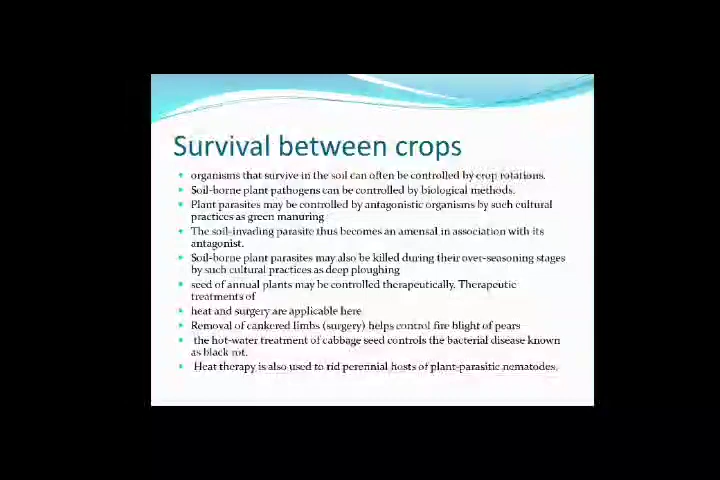 Survival between crops
organisms that survive in the soil can often be controlled by crop rotations.
Soil-borne plant pathogens can be controlled by biological methods.
Plant parasites may be controlled by antagonistic organisms by such cultural
practices as green manuring
The soil-invading parasite thus becomes an amensal in association with its
antagonist.
Soil-borne plant parasites may also be killed during their over-seasoning stages
by such cultural practices as deep ploughing
seed of annual plants may be controlled therapeutically. Therapeutic
treatments of
heat and surgery are applicable here
Removal of cankered limbs (surgery) helps control fire blight of pears
the hot-water treatment of cabbage seed controls the bacterial disease known
as black rot.
Heat therapy is also used to rid perennial hosts of plant-parasitic nematodes.